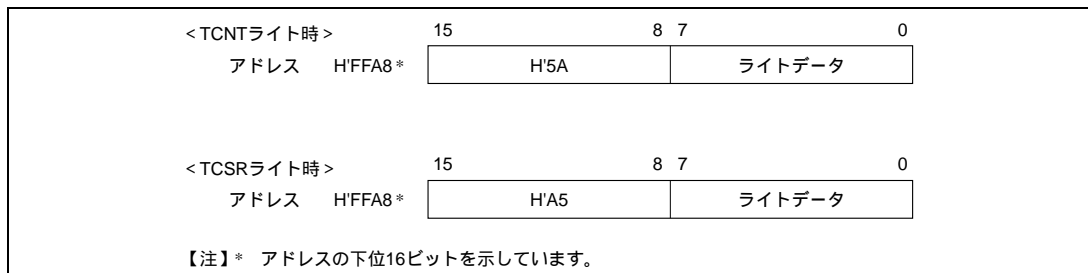 <TCNTライト時> 15 8 7 0
アドレス H'FFA8* H'5A ライトデータ
<TCSRライト時> 15 8 7 0
アドレス H'FFA8* H'A5 ライトデータ
【注】* アドレスの下位16ビットを示しています。